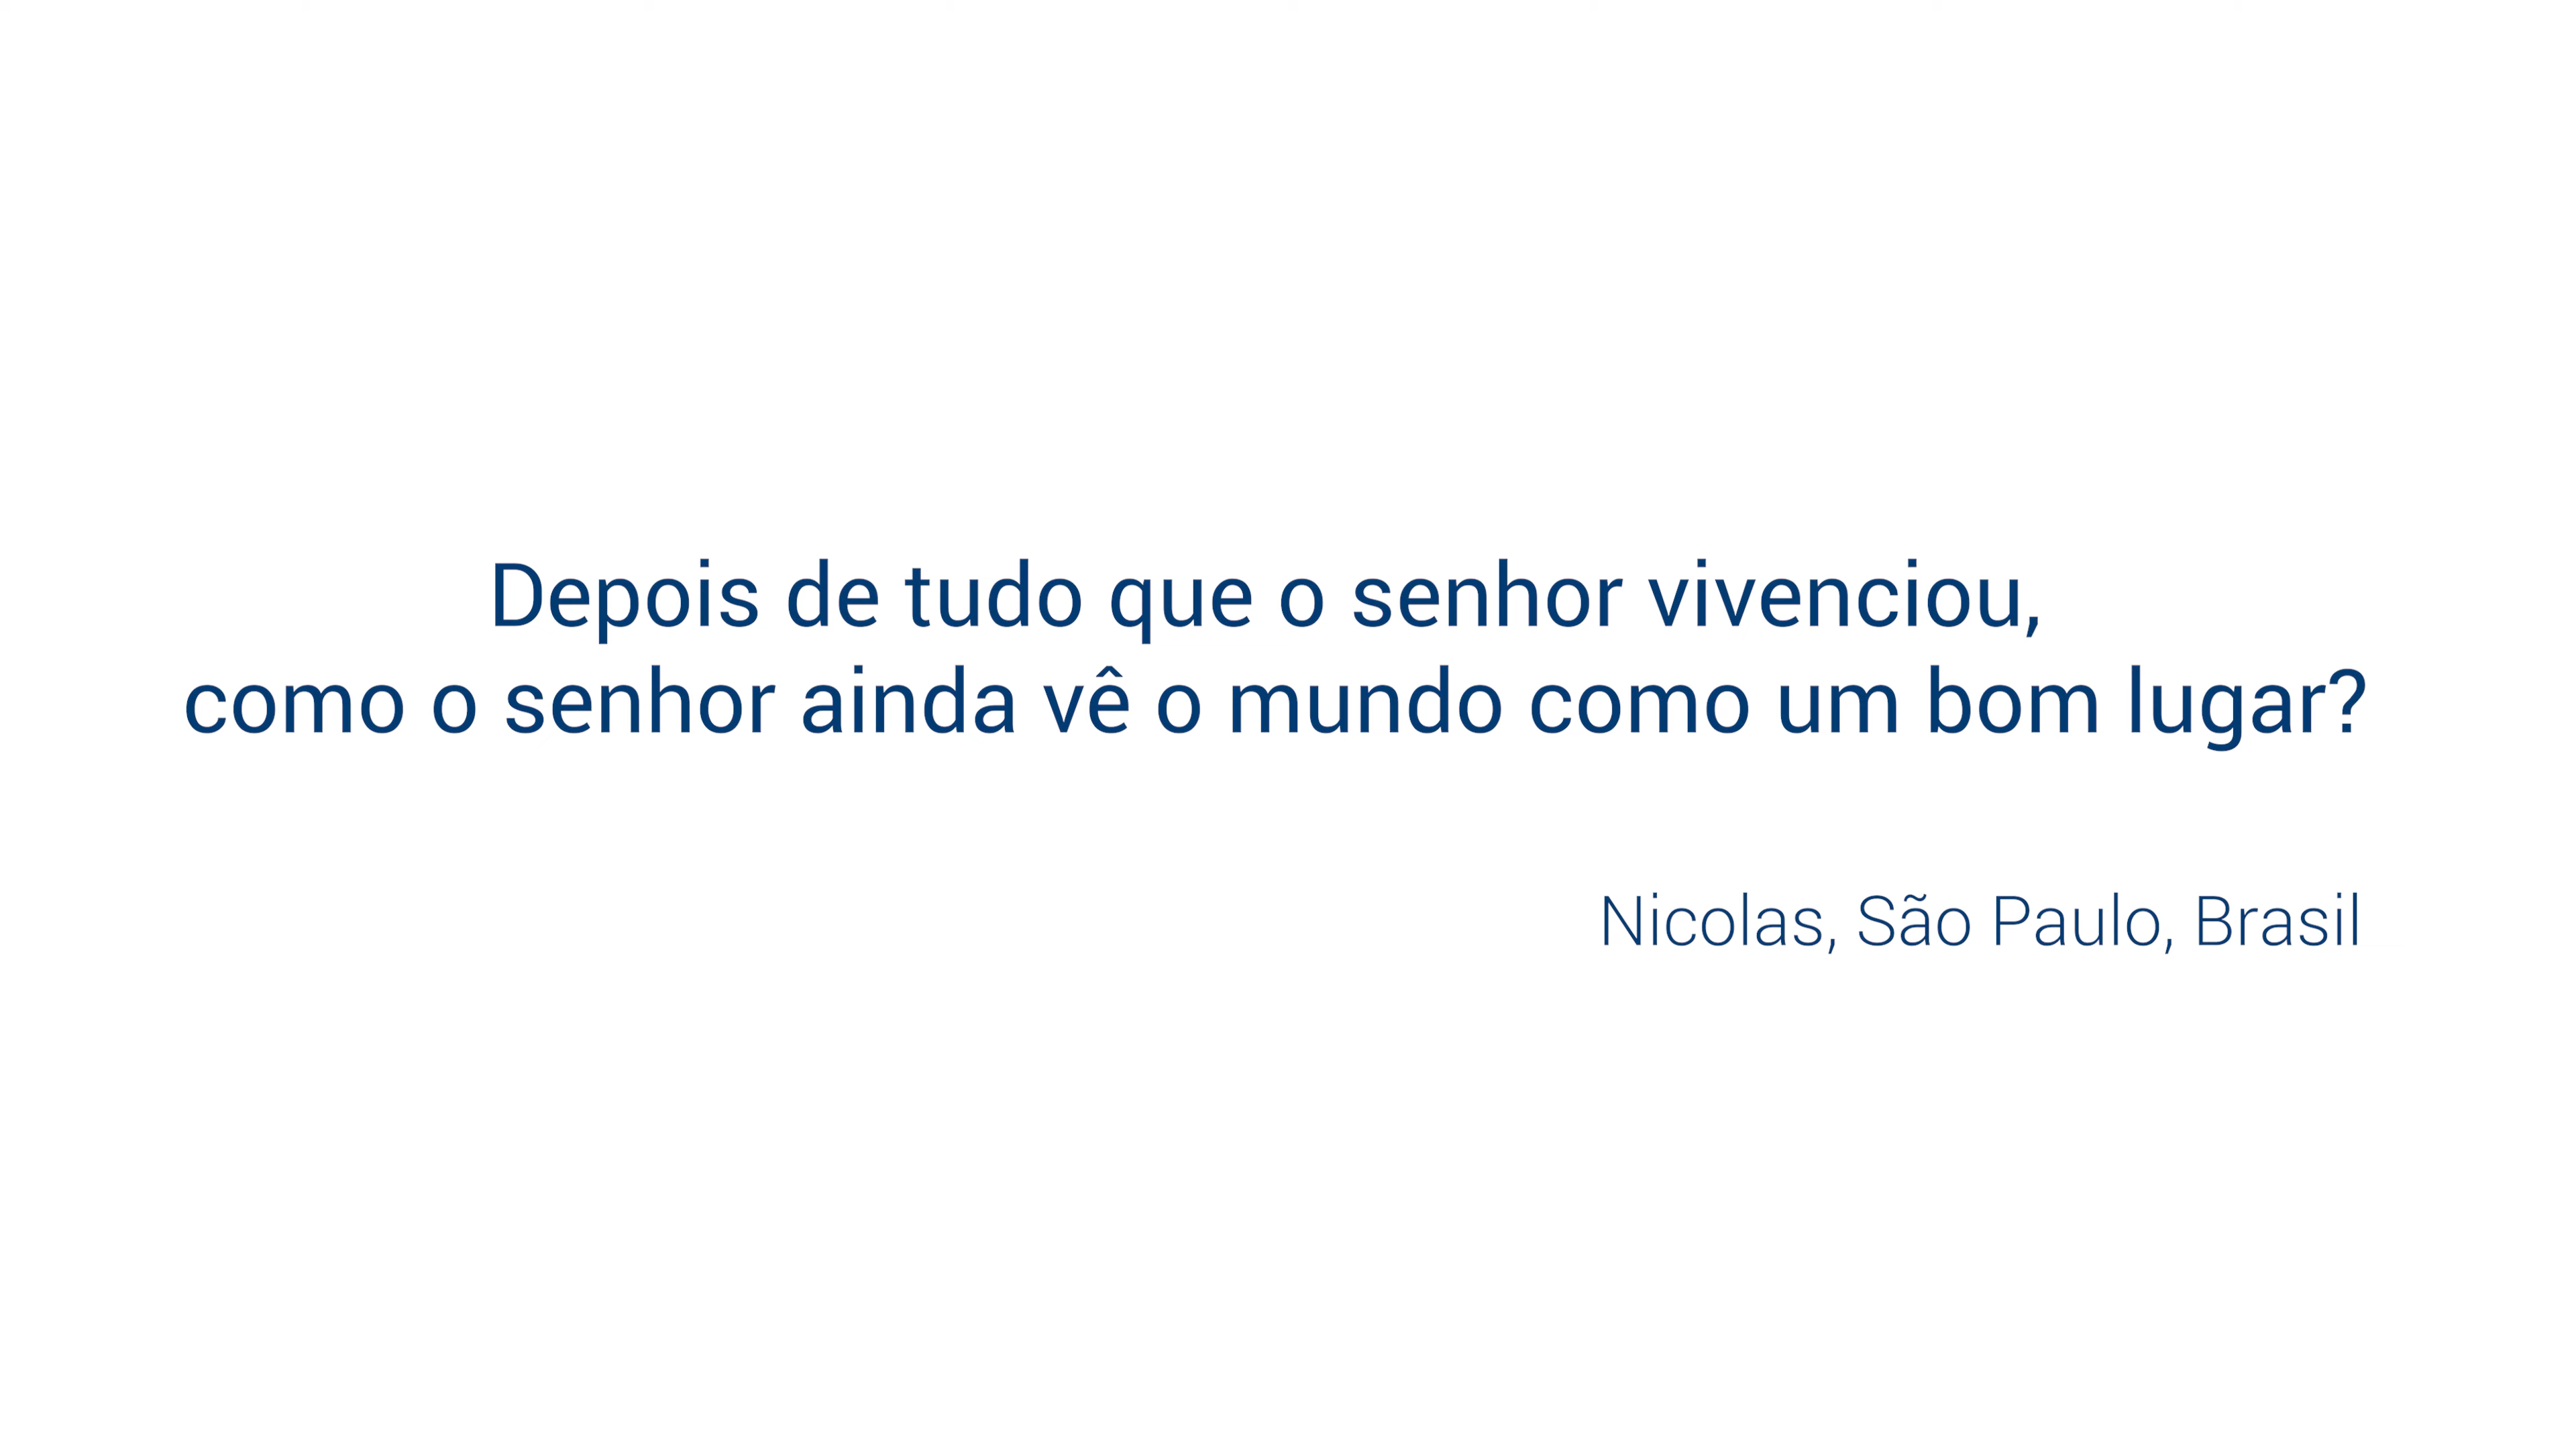 Depois de tudo que o senhor vivenciou,
como o senhor ainda vê o mundo como um bom lugar?
Nicolas, São Paulo, Brasil